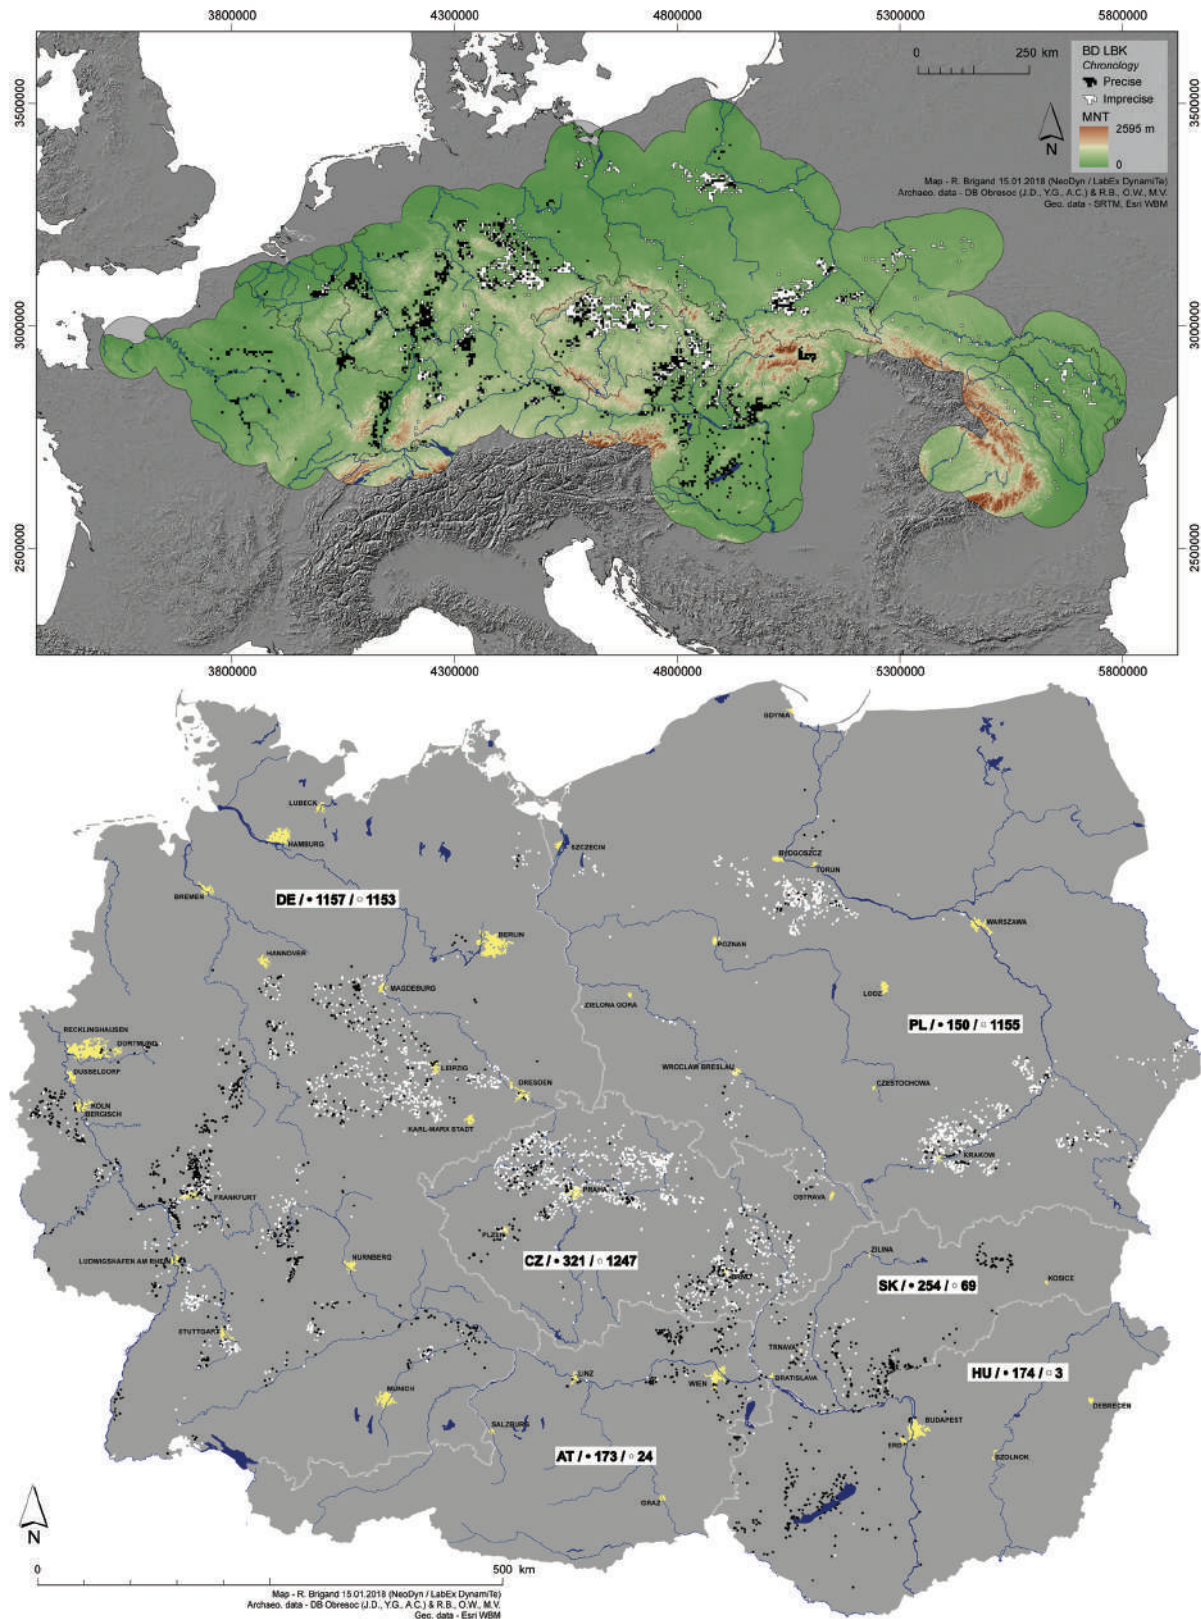 3800000 4300000 4800000 5300000 5800000
0 250 km
BD LBK
Chronology
Precise
Imprecise
MNT
2595 m
0
N
Map - R. Brigand 15.01.2018 (NeoDyn / LabEx DynamiTe)
Archaeo. data - DB Obresoc (J.D., Y.G., A.C.) & R.B., O.W., M.V.
Geo. data - SRTM, Esri WBM
3500000 3500000
3000000 3000000
2500000 2500000
3800000 4300000 4800000 5300000 5800000
GDYNIA
LUBECK
HAMBURG
SZCZECIN
BYDGOSZCZ
TORUN
BREMEN
DE / • 1157 / ○ 1153
WARSZAWA
BERLIN
POZNAN
HANNOVER
MAGDEBURG
LODZ
ZIELONA GORA
PL / • 150 / ○ 1155
RECKLINGHAUSEN
DORTMUND
DUSSELDORF
LEIPZIG
WROCLAW BRESLAU
DRESDEN
CZESTOCHOWA
KOLN
BERGISCH
KARL-MARX STADT
KRAKOW
FRANKFURT
PRAHA
OSTRAVA
PLZEN
ZILINA
LUDWIGSHAFEN AM RHEIN
NURNBERG
CZ / • 321 / ○ 1247
BRNO
SK / • 254 / ○ 69
KOSICE
STUTTGART
TRNAVA
LINZ
WIEN
BRATISLAVA
HU / • 174 / ○ 3
MUNICH
DEBRECEN
SALZBURG
BUDAPEST
ERD
AT / • 173 / ○ 24
SZOLNOK
GRAZ
N
0 500 km
Map - R. Brigand 15.01.2018 (NeoDyn / LabEx DynamiTe)
Archaeo. data - DB Obresoc (J.D., Y.G., A.C.) & R.B., O.W., M.V.
Geo. data - Esri WBM